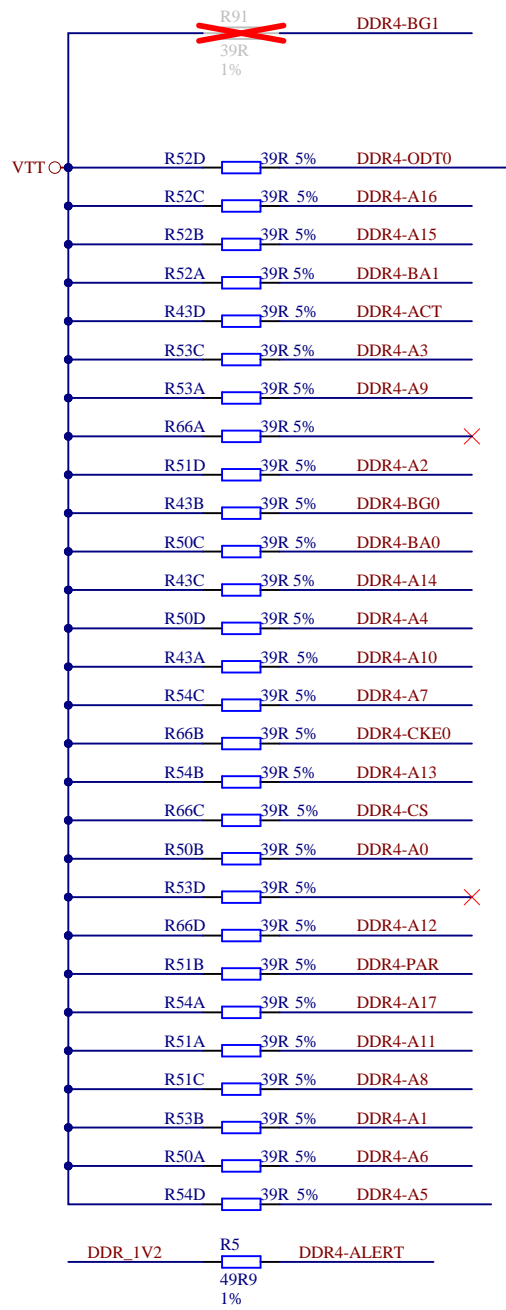 R91 DDR4-BG1
39R
1%
VTT R52D 39R 5% DDR4-ODT0
R52C 39R 5% DDR4-A16
R52B 39R 5% DDR4-A15
R52A 39R 5% DDR4-BA1
R43D 39R 5% DDR4-ACT
R53C 39R 5% DDR4-A3
R53A 39R 5% DDR4-A9
R66A 39R 5%
R51D 39R 5% DDR4-A2
R43B 39R 5% DDR4-BG0
R50C 39R 5% DDR4-BA0
R43C 39R 5% DDR4-A14
R50D 39R 5% DDR4-A4
R43A 39R 5% DDR4-A10
R54C 39R 5% DDR4-A7
R66B 39R 5% DDR4-CKE0
R54B 39R 5% DDR4-A13
R66C 39R 5% DDR4-CS
R50B 39R 5% DDR4-A0
R53D 39R 5%
R66D 39R 5% DDR4-A12
R51B 39R 5% DDR4-PAR
R54A 39R 5% DDR4-A17
R51A 39R 5% DDR4-A11
R51C 39R 5% DDR4-A8
R53B 39R 5% DDR4-A1
R50A 39R 5% DDR4-A6
R54D 39R 5% DDR4-A5
DDR_1V2 R5 DDR4-ALERT
49R9
1%